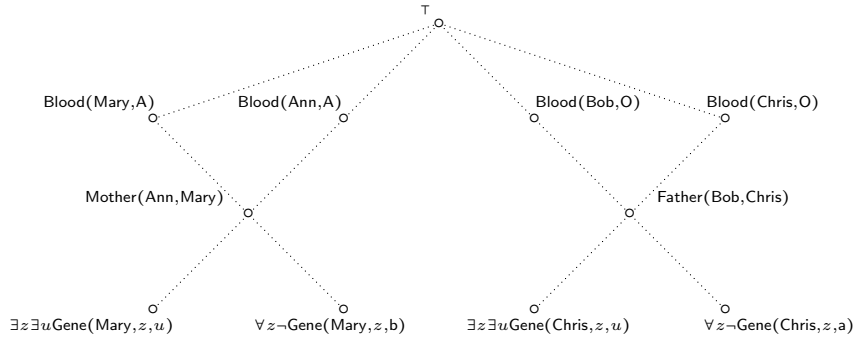 ⊤
Blood(Mary,A) Blood(Ann,A) Blood(Bob,O) Blood(Chris,O)
Mother(Ann,Mary) Father(Bob,Chris)
∃z∃uGene(Mary,z,u) ∀z¬Gene(Mary,z,b) ∃z∃uGene(Chris,z,u) ∀z¬Gene(Chris,z,a)